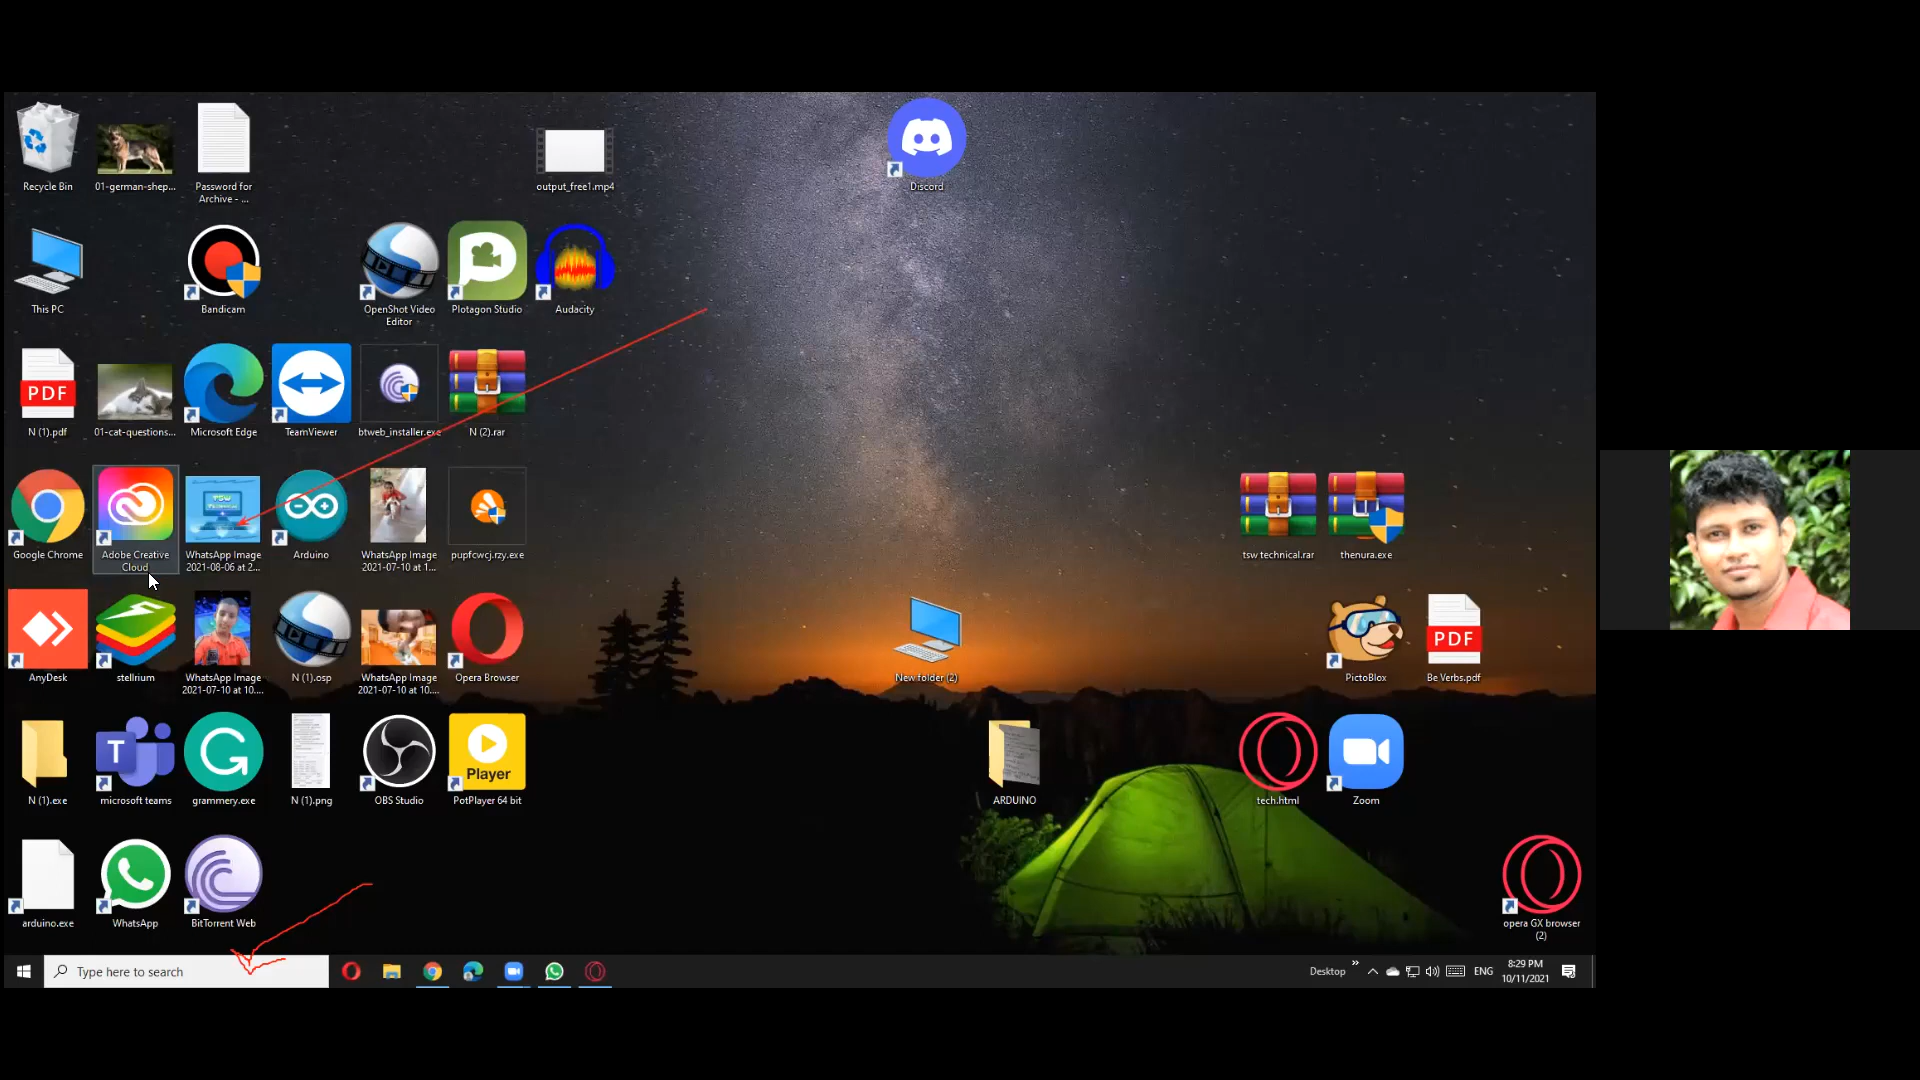 Recycle Bin
01-german-shep...
Password for
Archive - ...
output_free1.mp4
Discord
This PC
Bandicam
OpenShot Video
Editor
Plotagon Studio
Audacity
PDF
N (1).pdf
01-cat-questions...
Microsoft Edge
TeamViewer
btweb_installer.exe
N (2).rar
TSW
Google Chrome
Adobe Creative
Cloud
WhatsApp Image
2021-08-06 at 2...
Arduino
WhatsApp Image
2021-07-10 at 1...
pupfcwcj.rzy.exe
tsw technical.rar
thenura.exe
AnyDesk
stellrium
WhatsApp Image
2021-07-10 at 10....
N (1).osp
WhatsApp Image
2021-07-10 at 10....
Opera Browser
New folder (2)
PictoBlox
PDF
Be Verbs.pdf
N (1).exe
T
microsoft teams
grammery.exe
N (1).png
OBS Studio
Player
PotPlayer 64 bit
ARDUINO
tech.html
Zoom
arduino.exe
WhatsApp
BitTorrent Web
opera GX browser
(2)
Type here to search
Desktop
ENG
8:29 PM
10/11/2021